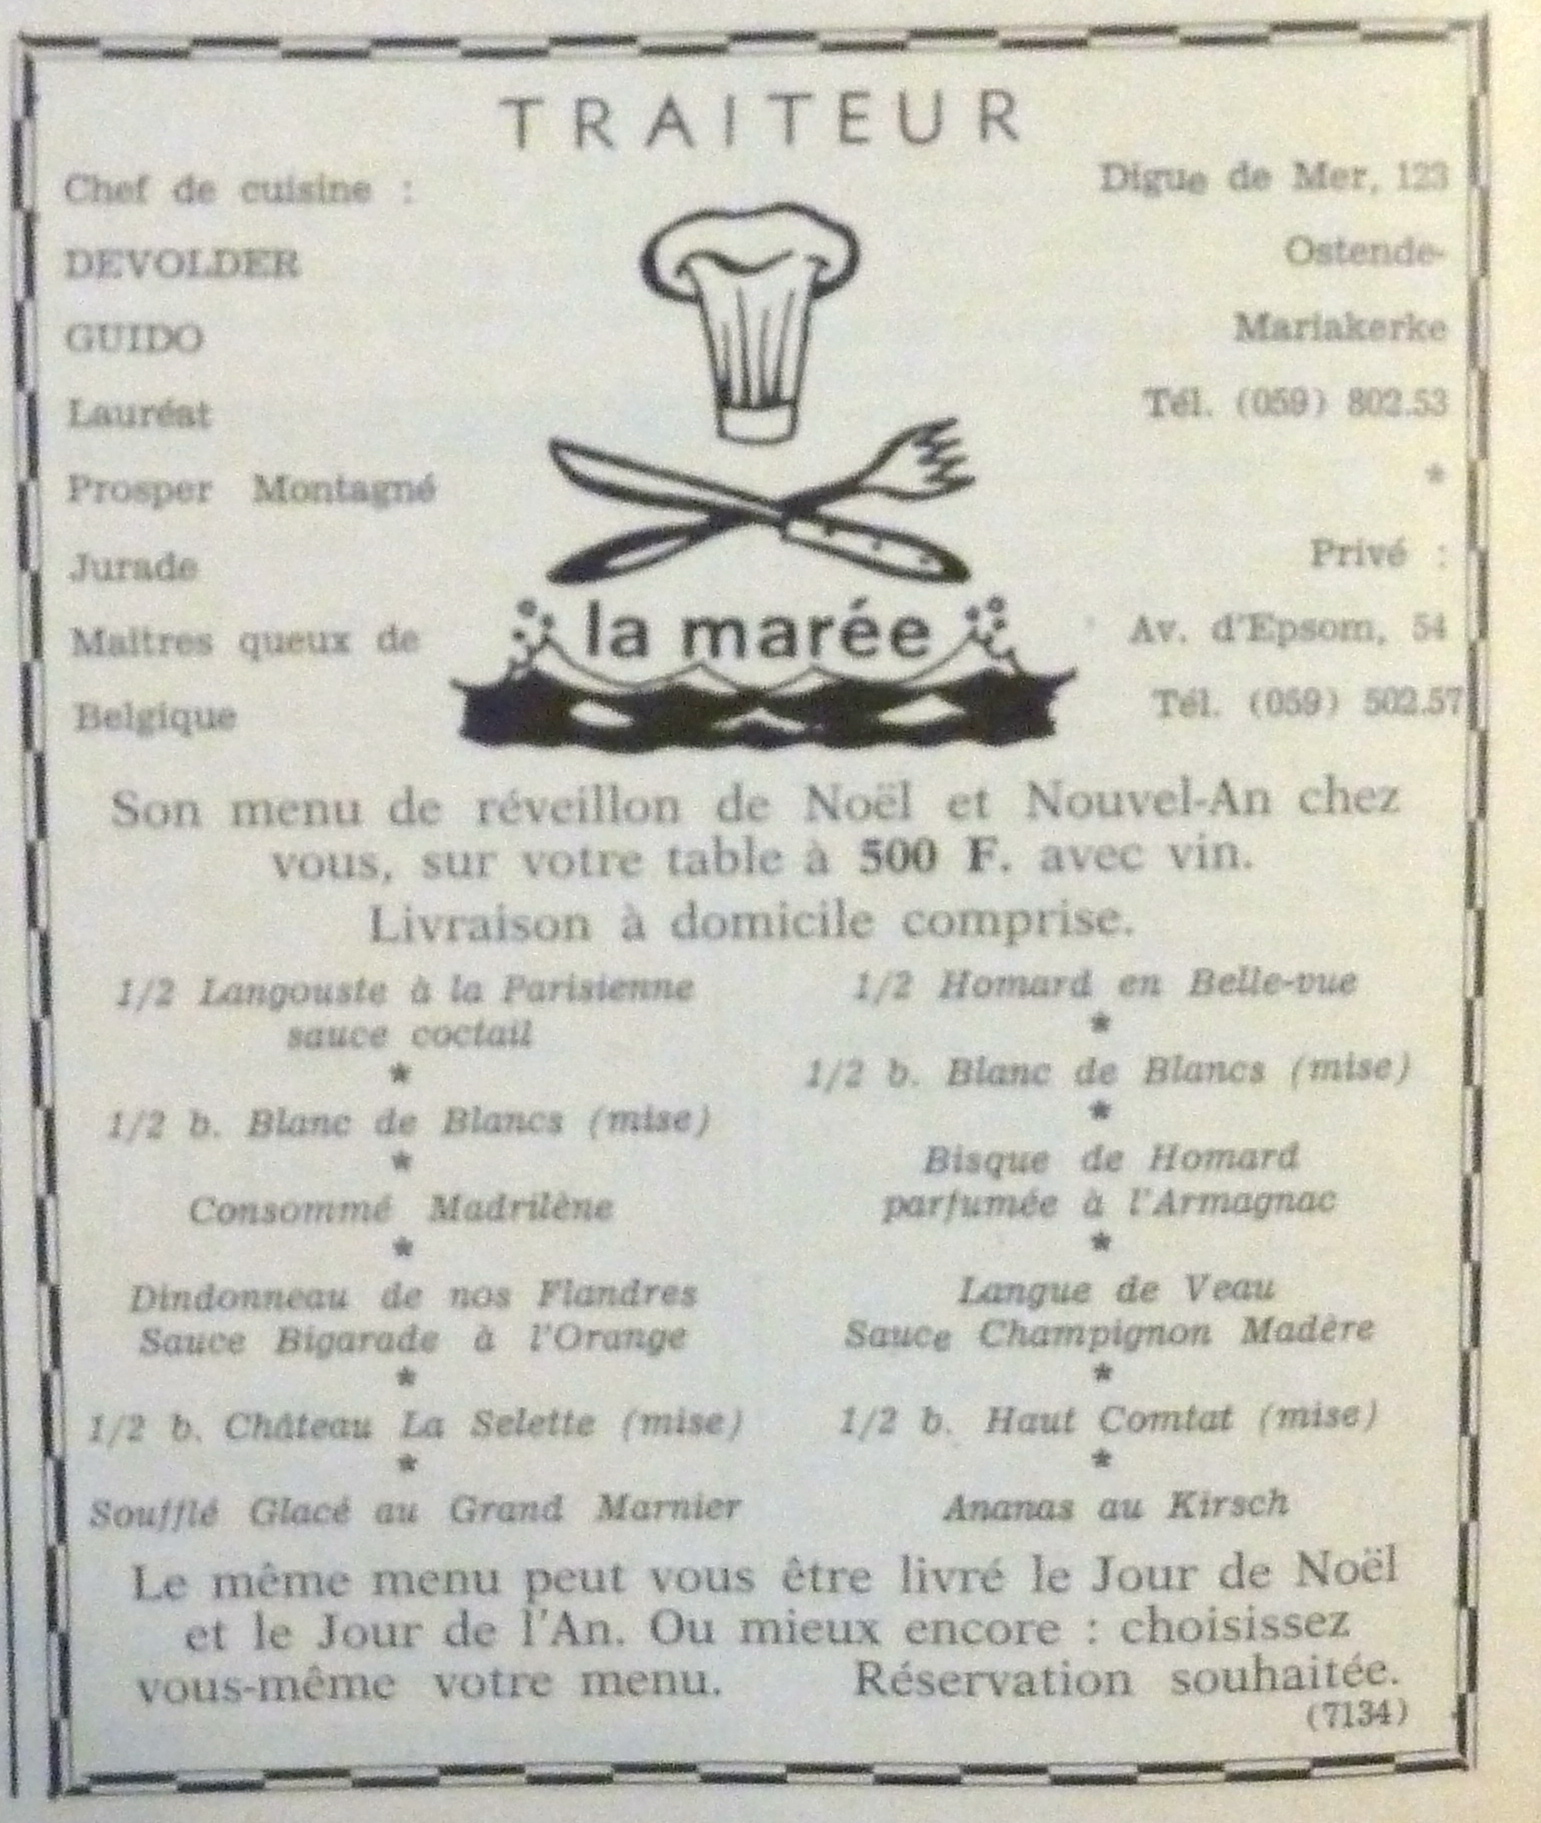 TRAITEUR
Chef de cuisine :
DEVOLDER
GUIDO
Lauréat
Prosper Montagné
Jurade
Maîtres queux de
Belgique
la marée
Digue de Mer, 123
Ostende-
Mariakerke
Tél. (059) 802.53
*
Privé :
Av. d'Epsom, 54
Tél. (059) 502.57
Son menu de réveillon de Noël et Nouvel-An chez
vous, sur votre table à 500 F. avec vin.
Livraison à domicile comprise.
1/2 Langouste à la Parisienne
sauce coctail
*
1/2 b. Blanc de Blancs (mise)
*
Consommé Madrilène
*
Dindonneau de nos Flandres
Sauce Bigarade à l'Orange
*
1/2 b. Château La Selette (mise)
*
Soufflé Glacé au Grand Marnier
1/2 Homard en Belle-vue
*
1/2 b. Blanc de Blancs (mise)
*
Bisque de Homard
parfumée à l'Armagnac
*
Langue de Veau
Sauce Champignon Madère
*
1/2 b. Haut Comtat (mise)
*
Ananas au Kirsch
Le même menu peut vous être livré le Jour de Noël
et le Jour de l'An. Ou mieux encore : choisissez
vous-même votre menu. Réservation souhaitée.
(7134)